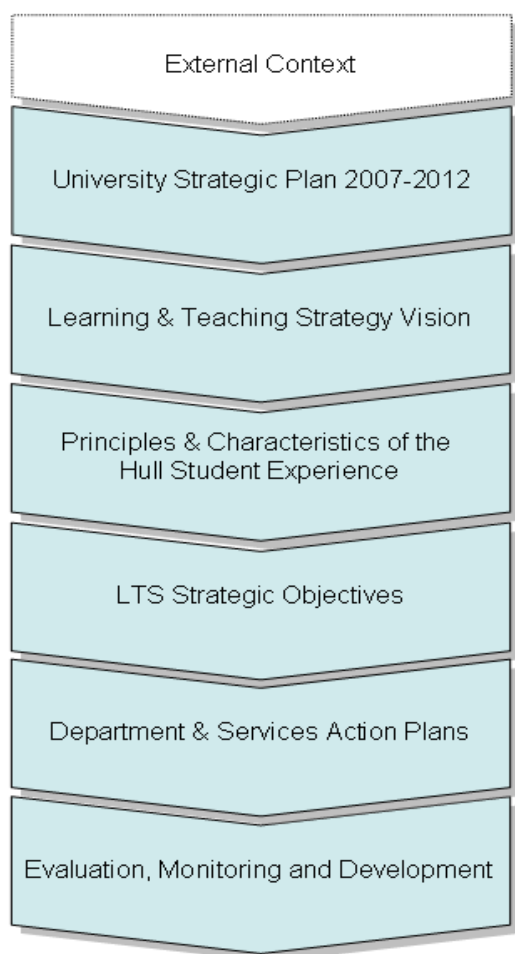 External Context
University Strategic Plan 2007-2012
Learning & Teaching Strategy Vision
Principles & Characteristics of the
Hull Student Experience
LTS Strategic Objectives
Department & Services Action Plans
Evaluation, Monitoring and Development